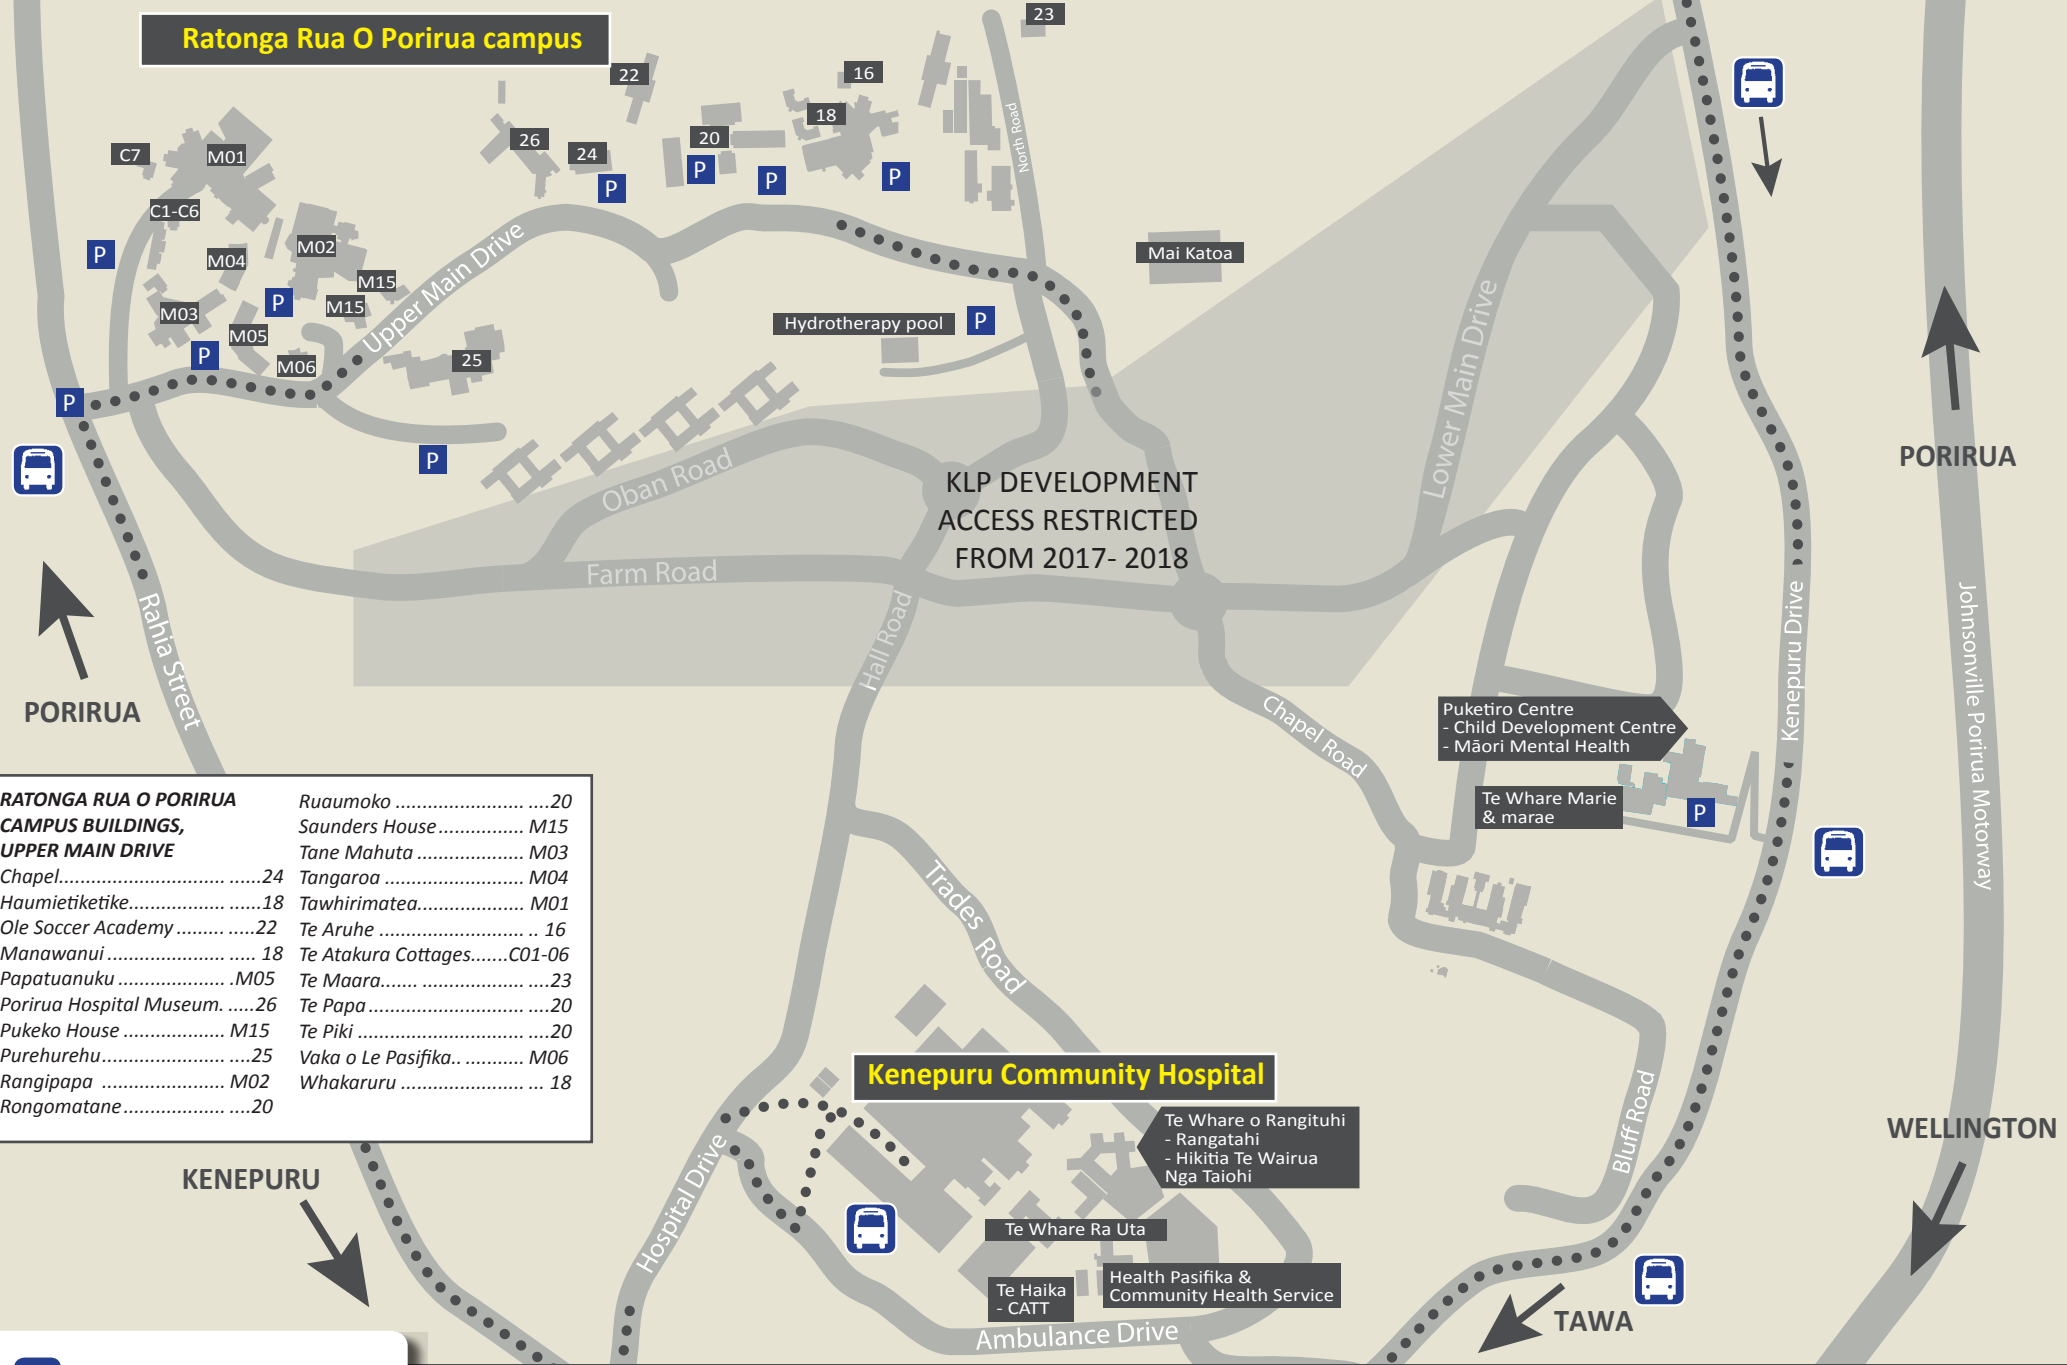 Ratonga Rua O Porirua campus
23
22
16
18
26
24
20
C7
M01
P
P
P
P
North Road
C1-C6
P
M04
M02
M15
M15
P
M03
M05
P
M06
Upper Main Drive
25
Mai Katoa
Hydrotherapy pool
P
P
P
Lower Main Drive
Oban Road
KLP DEVELOPMENT
ACCESS RESTRICTED
FROM 2017- 2018
Farm Road
Hall Road
PORIRUA
Rahia Street
PORIRUA
Johnsonville Porirua Motorway
Kenepuru Drive
Chapel Road
Puketiro Centre
- Child Development Centre
- Māori Mental Health
Te Whare Marie
& marae
P
Trades Road
RATONGA RUA O PORIRUA
CAMPUS BUILDINGS,
UPPER MAIN DRIVE
Chapel............................ ......24
Haumietiketike.................... ......18
Ole Soccer Academy ......... .....22
Manawanui ...................... ..... 18
Papatuanuku ................... .M05
Porirua Hospital Museum. .....26
Pukeko House ...................... M15
Purehurehu..................... ....25
Rangipapa ..................... M02
Rongomatane.................... ....20
Ruaumoko ...................... ....20
Saunders House................. M15
Tane Mahuta ................... M03
Tangaroa ........................ M04
Tawhirimatea.................... M01
Te Aruhe ......................... .. 16
Te Atakura Cottages.......C01-06
Te Maara....... ................. ....23
Te Papa........................... ....20
Te Piki ............................ ....20
Vaka o Le Pasifika.. ........... M06
Whakaruru ..................... ... 18
Kenepuru Community Hospital
Te Whare o Rangituhi
- Rangatahi
- Hikitia Te Wairua
Nga Taiohi
Te Whare Ra Uta
Te Haika
- CATT
Health Pasifika &
Community Health Service
Hospital Drive
Ambulance Drive
Bluff Road
KENEPURU
WELLINGTON
TAWA